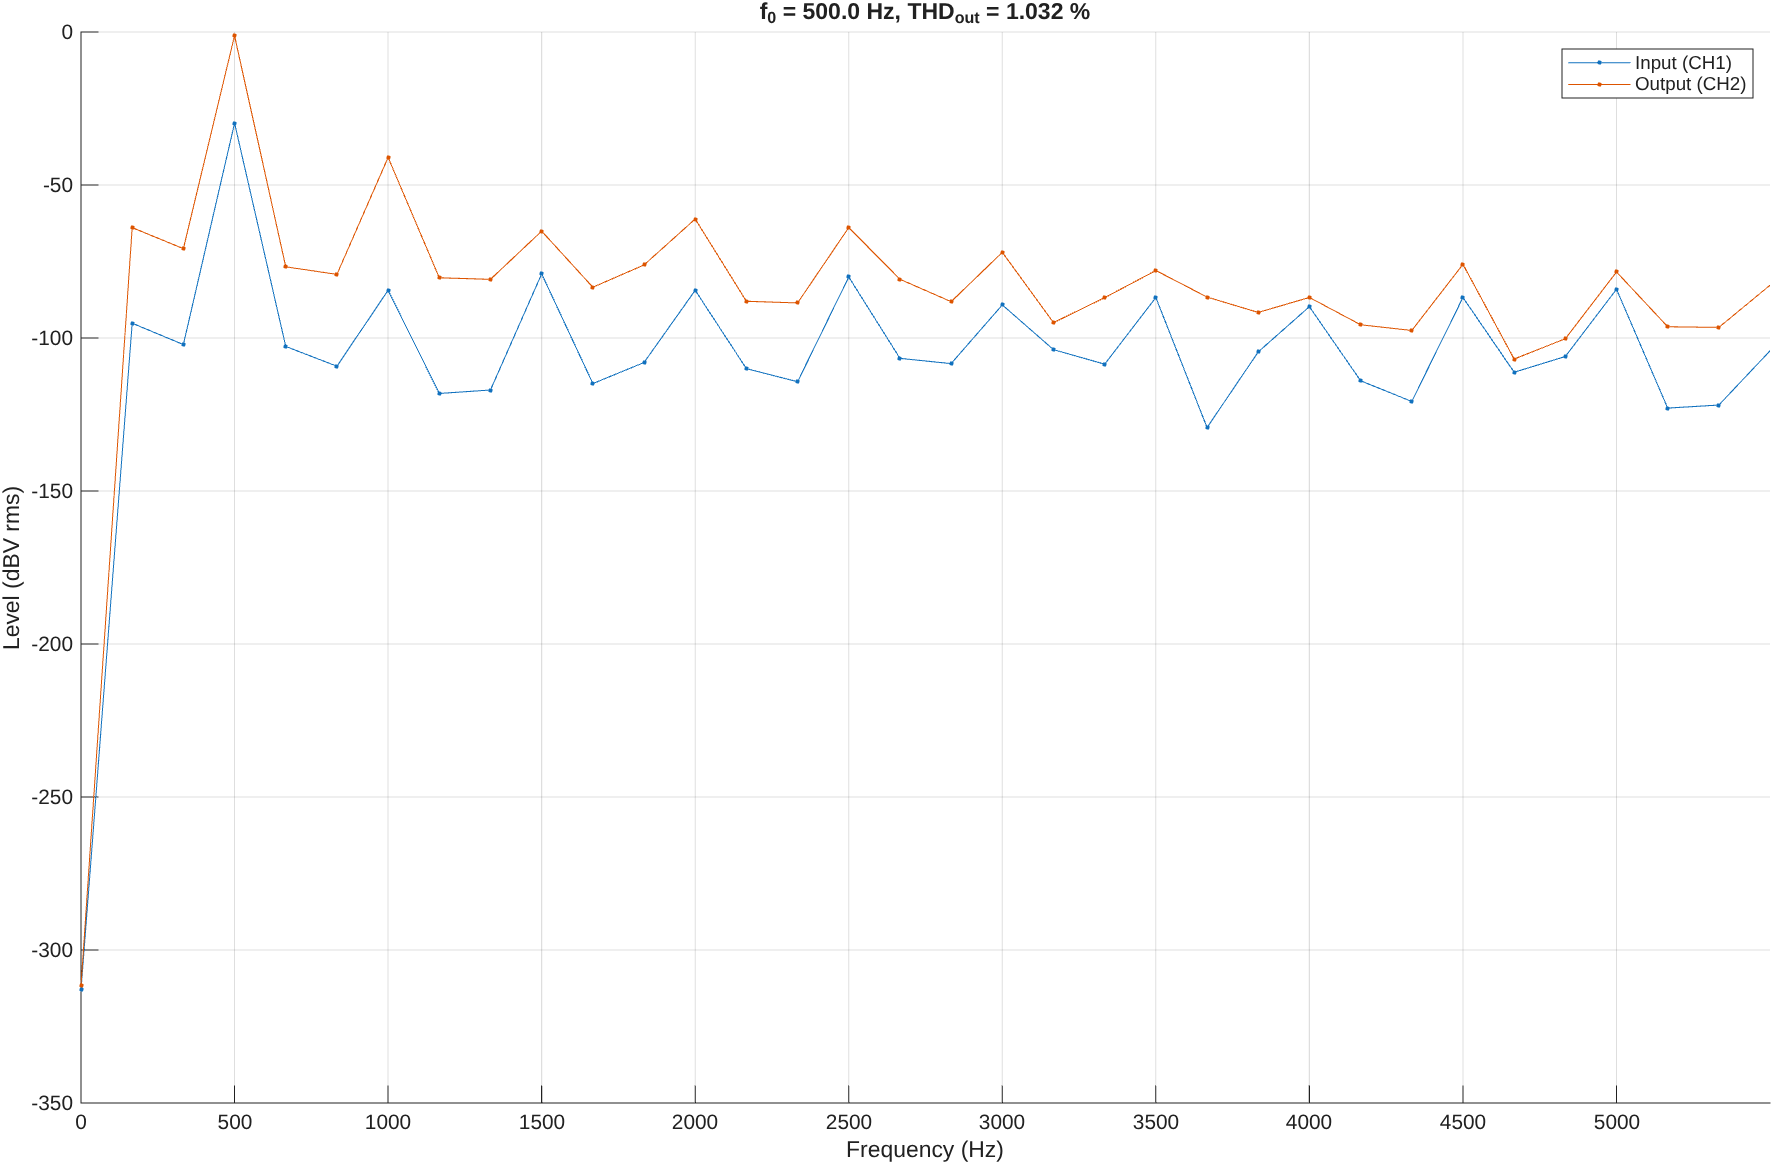 f0 = 500.0 Hz, THDout = 1.032 %
Input (CH1)
Output (CH2)
Level (dBV rms)
0
-50
-100
-150
-200
-250
-300
-350
0 500 1000 1500 2000 2500 3000 3500 4000 4500 5000
Frequency (Hz)